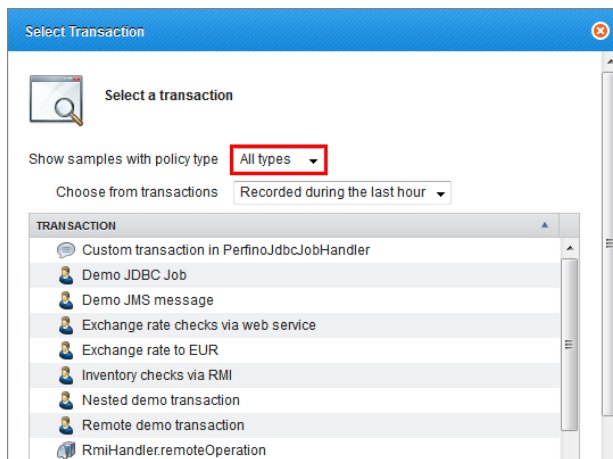 Select Transaction
Select a transaction
Show samples with policy type All types
Choose from transactions Recorded during the last hour
TRANSACTION
Custom transaction in PerfinoJdbcJobHandler
Demo JDBC Job
Demo JMS message
Exchange rate checks via web service
Exchange rate to EUR
Inventory checks via RMI
Nested demo transaction
Remote demo transaction
RmiHandler.remoteOperation